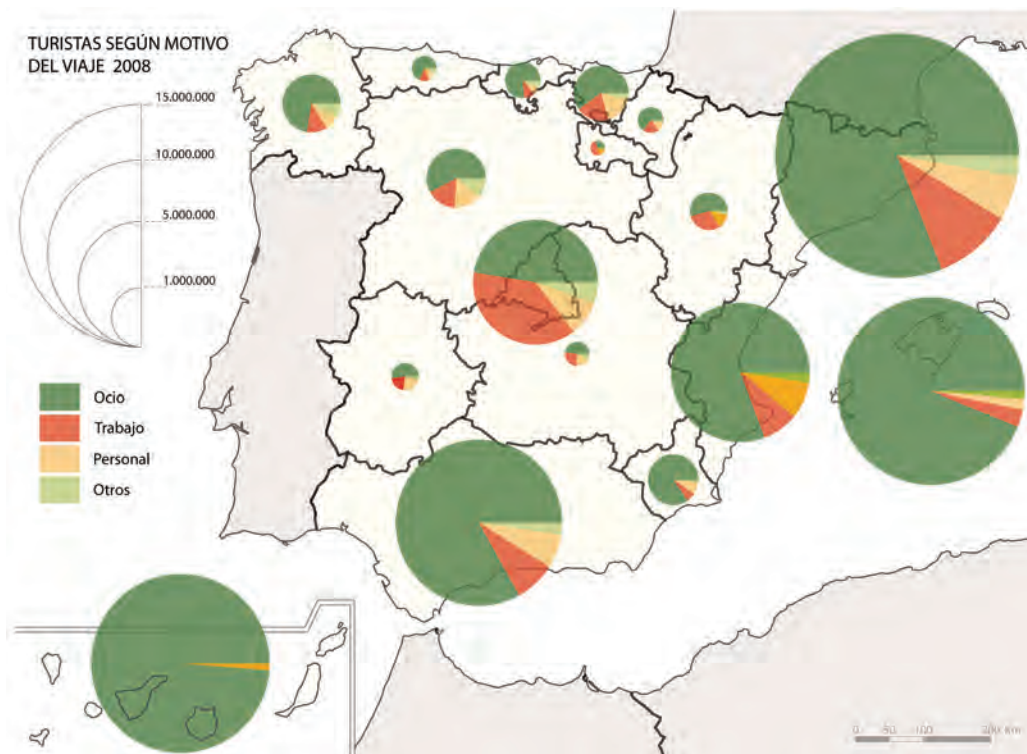 TURISTAS SEGÚN MOTIVO
DEL VIAJE 2008
15.000.000
10.000.000
5.000.000
1.000.000
Ocio
Trabajo
Personal
Otros
0 50 100 200 Km